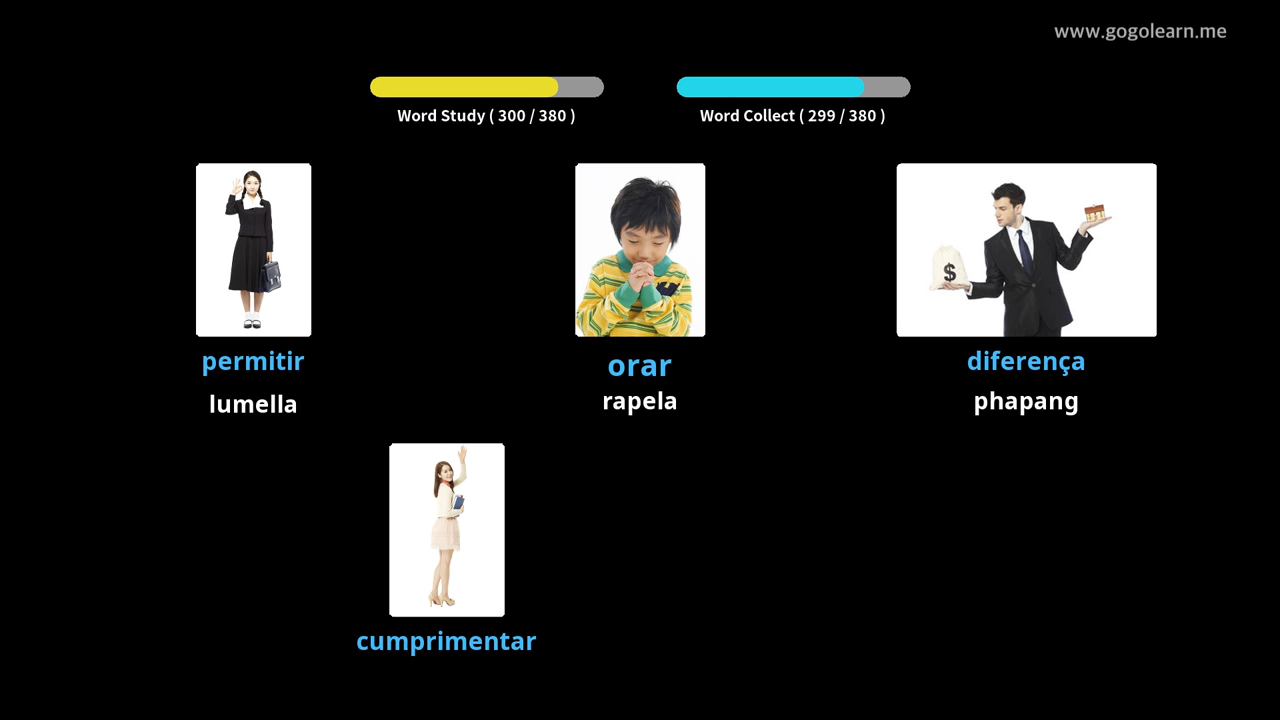 www.gogolearn.me
Word Study ( 300 / 380 )
Word Collect ( 299 / 380 )
permitir
lumella
orar
rapela
diferença
phapang
cumprimentar